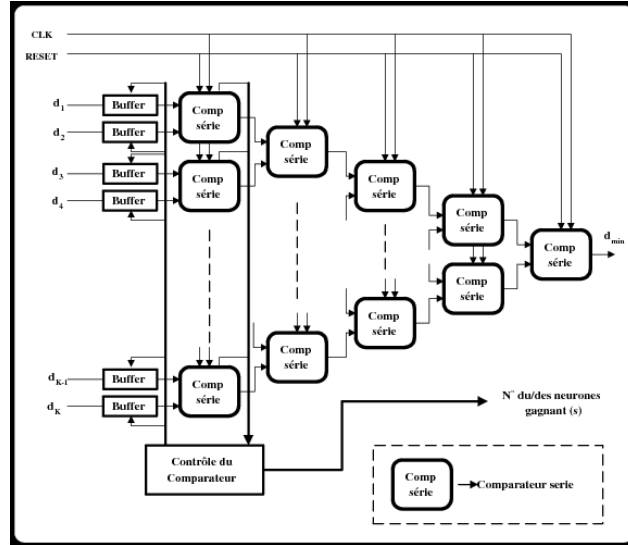 CLK
RESET
d1 Buffer Comp série
d2 Buffer
Comp série
d3 Buffer Comp série
d4 Buffer
Comp série
Comp série
Comp série dmin
Comp série
Comp série
Comp série
dK-1 Buffer Comp série
dK Buffer
N° du/des neurones
gagnant (s)
Contrôle du
Comparateur
Comp
série
Comparateur serie